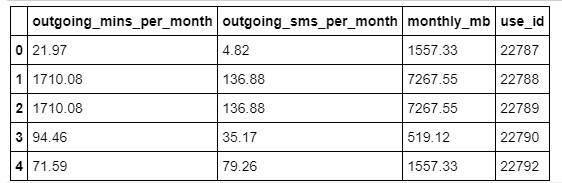 outgoing_mins_per_month outgoing_sms_per_month monthly_mb use_id
0 21.97 4.82 1557.33 22787
1 1710.08 136.88 7267.55 22788
2 1710.08 136.88 7267.55 22789
3 94.46 35.17 519.12 22790
4 71.59 79.26 1557.33 22792